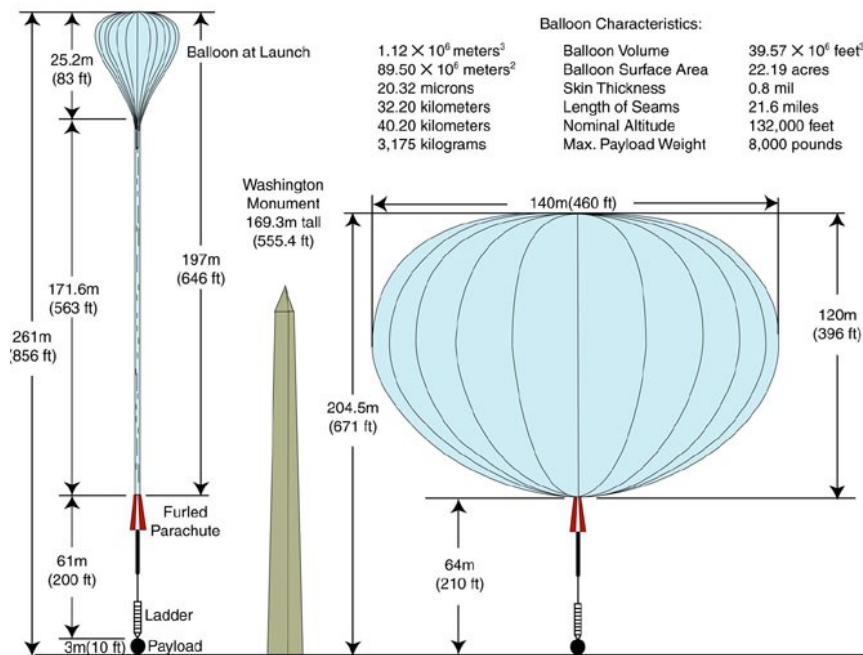 Balloon Characteristics:
1.12 × 10⁶ meters³ Balloon Volume 39.57 × 10⁶ feet³
89.50 × 10⁶ meters² Balloon Surface Area 22.19 acres
20.32 microns Skin Thickness 0.8 mil
32.20 kilometers Length of Seams 21.6 miles
40.20 kilometers Nominal Altitude 132,000 feet
3,175 kilograms Max. Payload Weight 8,000 pounds
Balloon at Launch
25.2m
(83 ft)
171.6m
(563 ft)
197m
(646 ft)
261m
(856 ft)
Furled
Parachute
61m
(200 ft)
Ladder
3m(10 ft)
Payload
Washington
Monument
169.3m tall
(555.4 ft)
140m(460 ft)
120m
(396 ft)
204.5m
(671 ft)
64m
(210 ft)